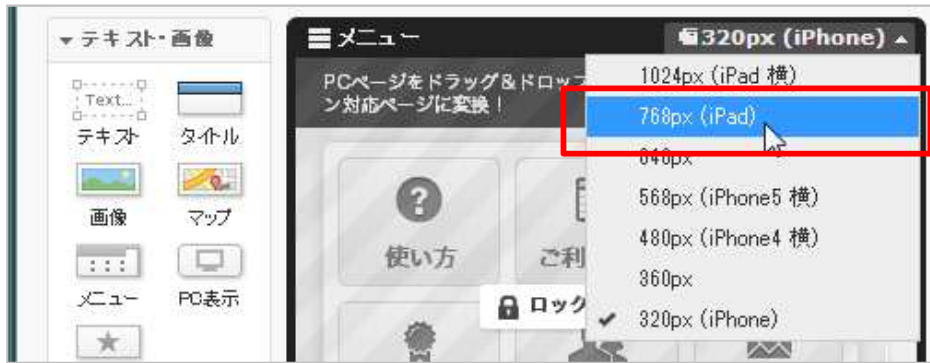 テキスト・画像
Text...
テキスト
タイトル
画像
マップ
メニュー
PC表示
メニュー
320px (iPhone)
PCページをドラッグ&ドロップ
ン対応ページに変換！
使い方
ご利
ロック
1024px (iPad 横)
768px (iPad)
640px
568px (iPhone5 横)
480px (iPhone4 横)
360px
320px (iPhone)